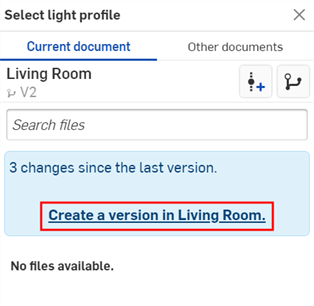 Select light profile
Current document
Other documents
Living Room
V2
Search files
3 changes since the last version.
Create a version in Living Room.
No files available.